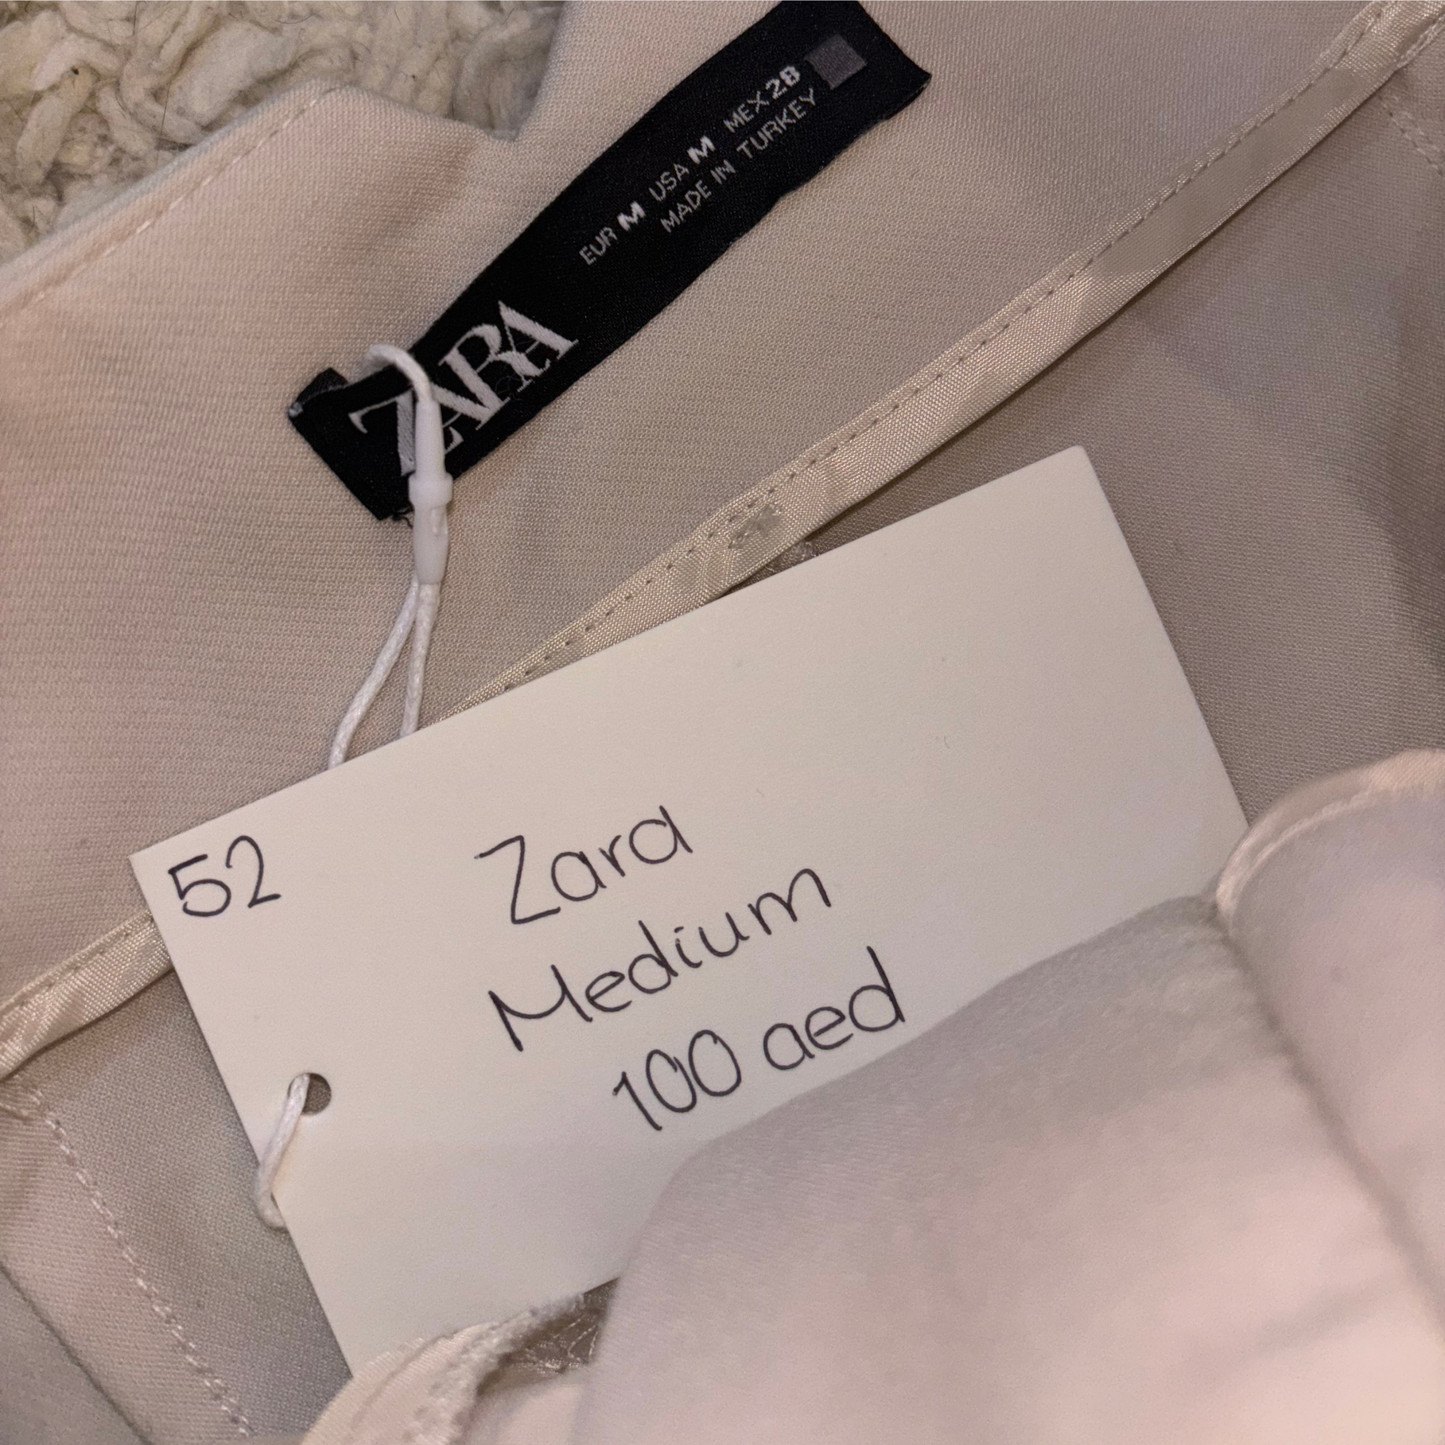 ZARA
EUR M USA M MEX 28
MADE IN TURKEY
52
Zara
Medium
100 aed